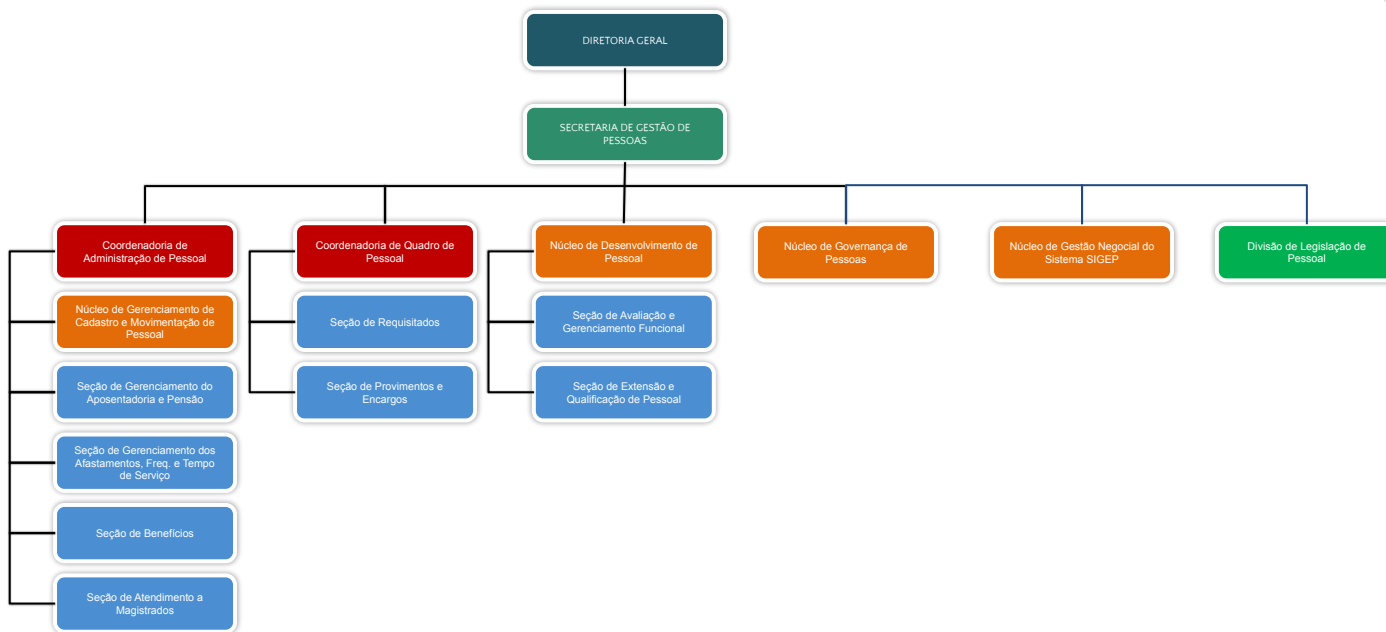 DIRETORIA GERAL
SECRETARIA DE GESTÃO DE
PESSOAS
Coordenadoria de
Administração de Pessoal
Coordenadoria de Quadro de
Pessoal
Núcleo de Desenvolvimento de
Pessoal
Núcleo de Governança de
Pessoas
Núcleo de Gestão Negocial do
Sistema SIGEP
Divisão de Legislação de
Pessoal
Núcleo de Gerenciamento de
Cadastro e Movimentação de
Pessoal
Seção de Requisitados
Seção de Avaliação e
Gerenciamento Funcional
Seção de Gerenciamento do
Aposentadoria e Pensão
Seção de Provimentos e
Encargos
Seção de Extensão e
Qualificação de Pessoal
Seção de Gerenciamento dos
Afastamentos, Freq. e Tempo
de Serviço
Seção de Benefícios
Seção de Atendimento a
Magistrados